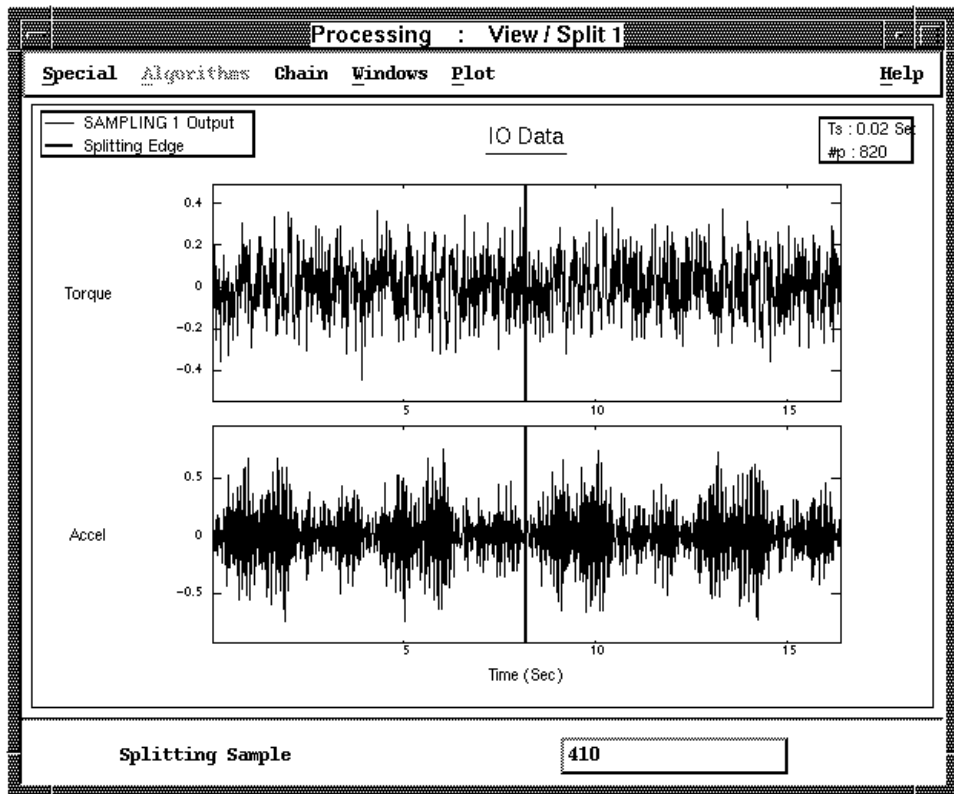 Processing : View / Split 1
Special Algorithms Chain Windows Plot Help
SAMPLING 1 Output
Splitting Edge
IO Data
Ts : 0.02 Se
#p : 820
0.4
0.2
0
−0.2
−0.4
Torque
5 10 15
0.5
0
−0.5
Accel
5 10 15
Time (Sec)
Splitting Sample 410